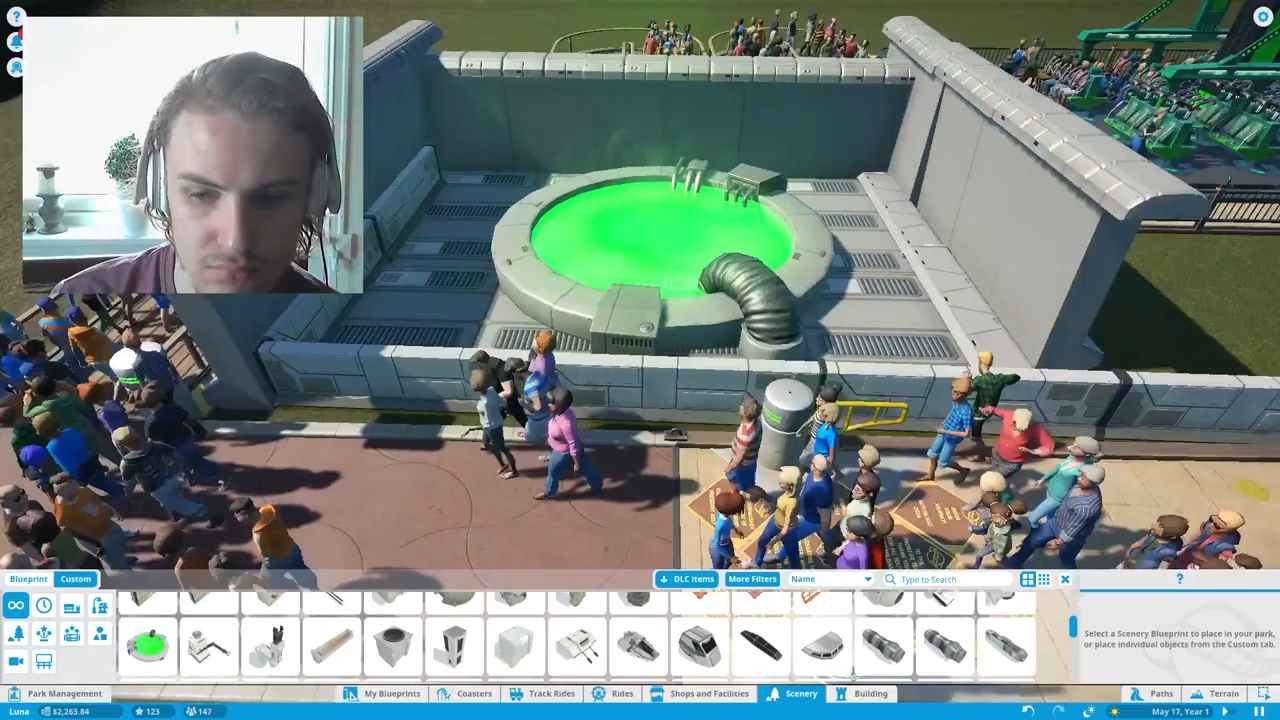 Blueprint Custom
DLC items More Filters Name Type to Search ?
Select a Scenery Blueprint to place in your park,
or place individual objects from the Custom tab.
Park Management My Blueprints Coasters Track Rides Rides Shops and Facilities Scenery Building Paths Terrain
Luna $2,263.84 123 147 May 17, Year 1